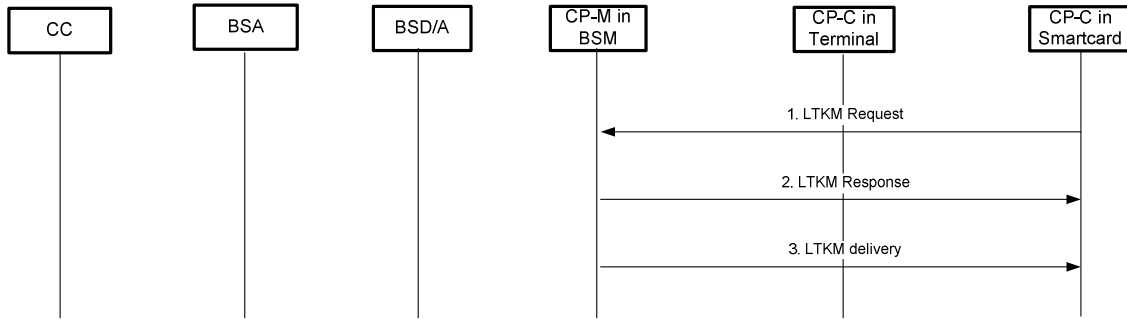 CC
BSA
BSD/A
CP-M in
BSM
CP-C in
Terminal
CP-C in
Smartcard
1. LTKM Request
2. LTKM Response
3. LTKM delivery